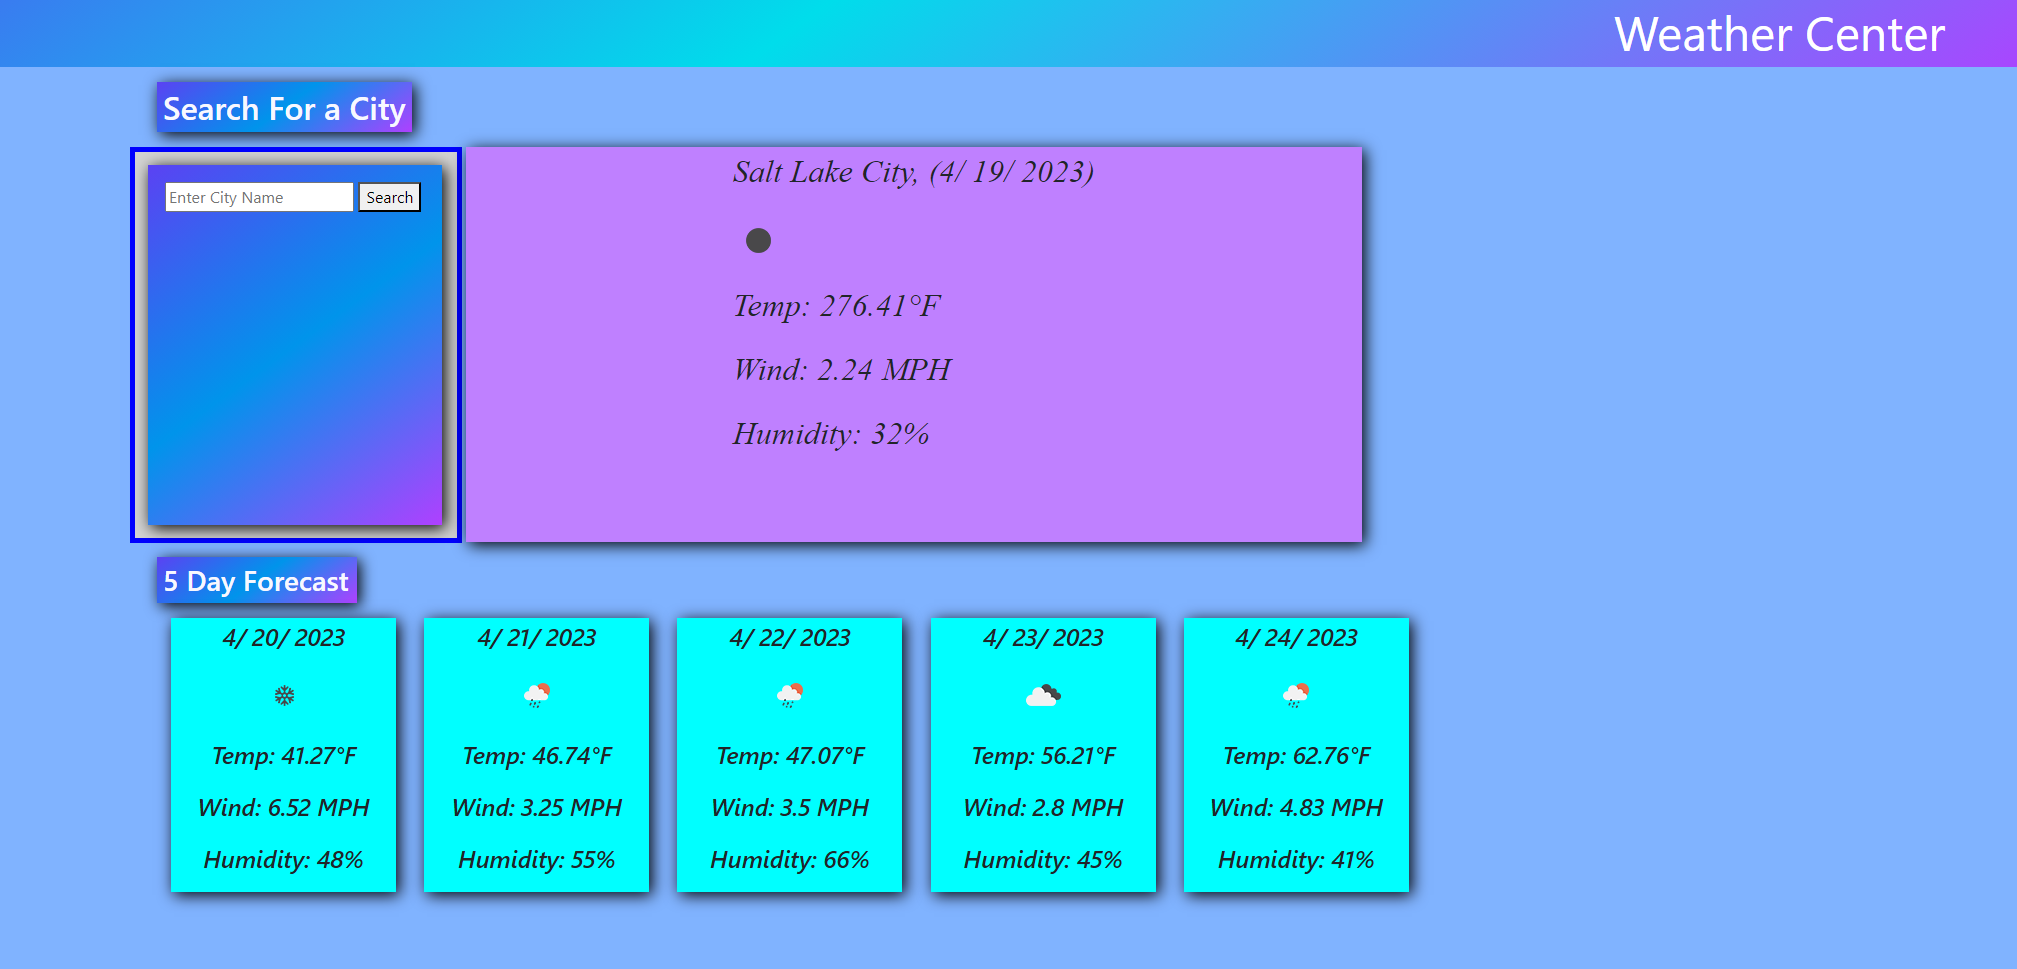 Weather Center
Search For a City
Enter City Name Search
Salt Lake City, (4/ 19/ 2023)
Temp: 276.41°F
Wind: 2.24 MPH
Humidity: 32%
5 Day Forecast
4/ 20/ 2023
Temp: 41.27°F
Wind: 6.52 MPH
Humidity: 48%
4/ 21/ 2023
Temp: 46.74°F
Wind: 3.25 MPH
Humidity: 55%
4/ 22/ 2023
Temp: 47.07°F
Wind: 3.5 MPH
Humidity: 66%
4/ 23/ 2023
Temp: 56.21°F
Wind: 2.8 MPH
Humidity: 45%
4/ 24/ 2023
Temp: 62.76°F
Wind: 4.83 MPH
Humidity: 41%